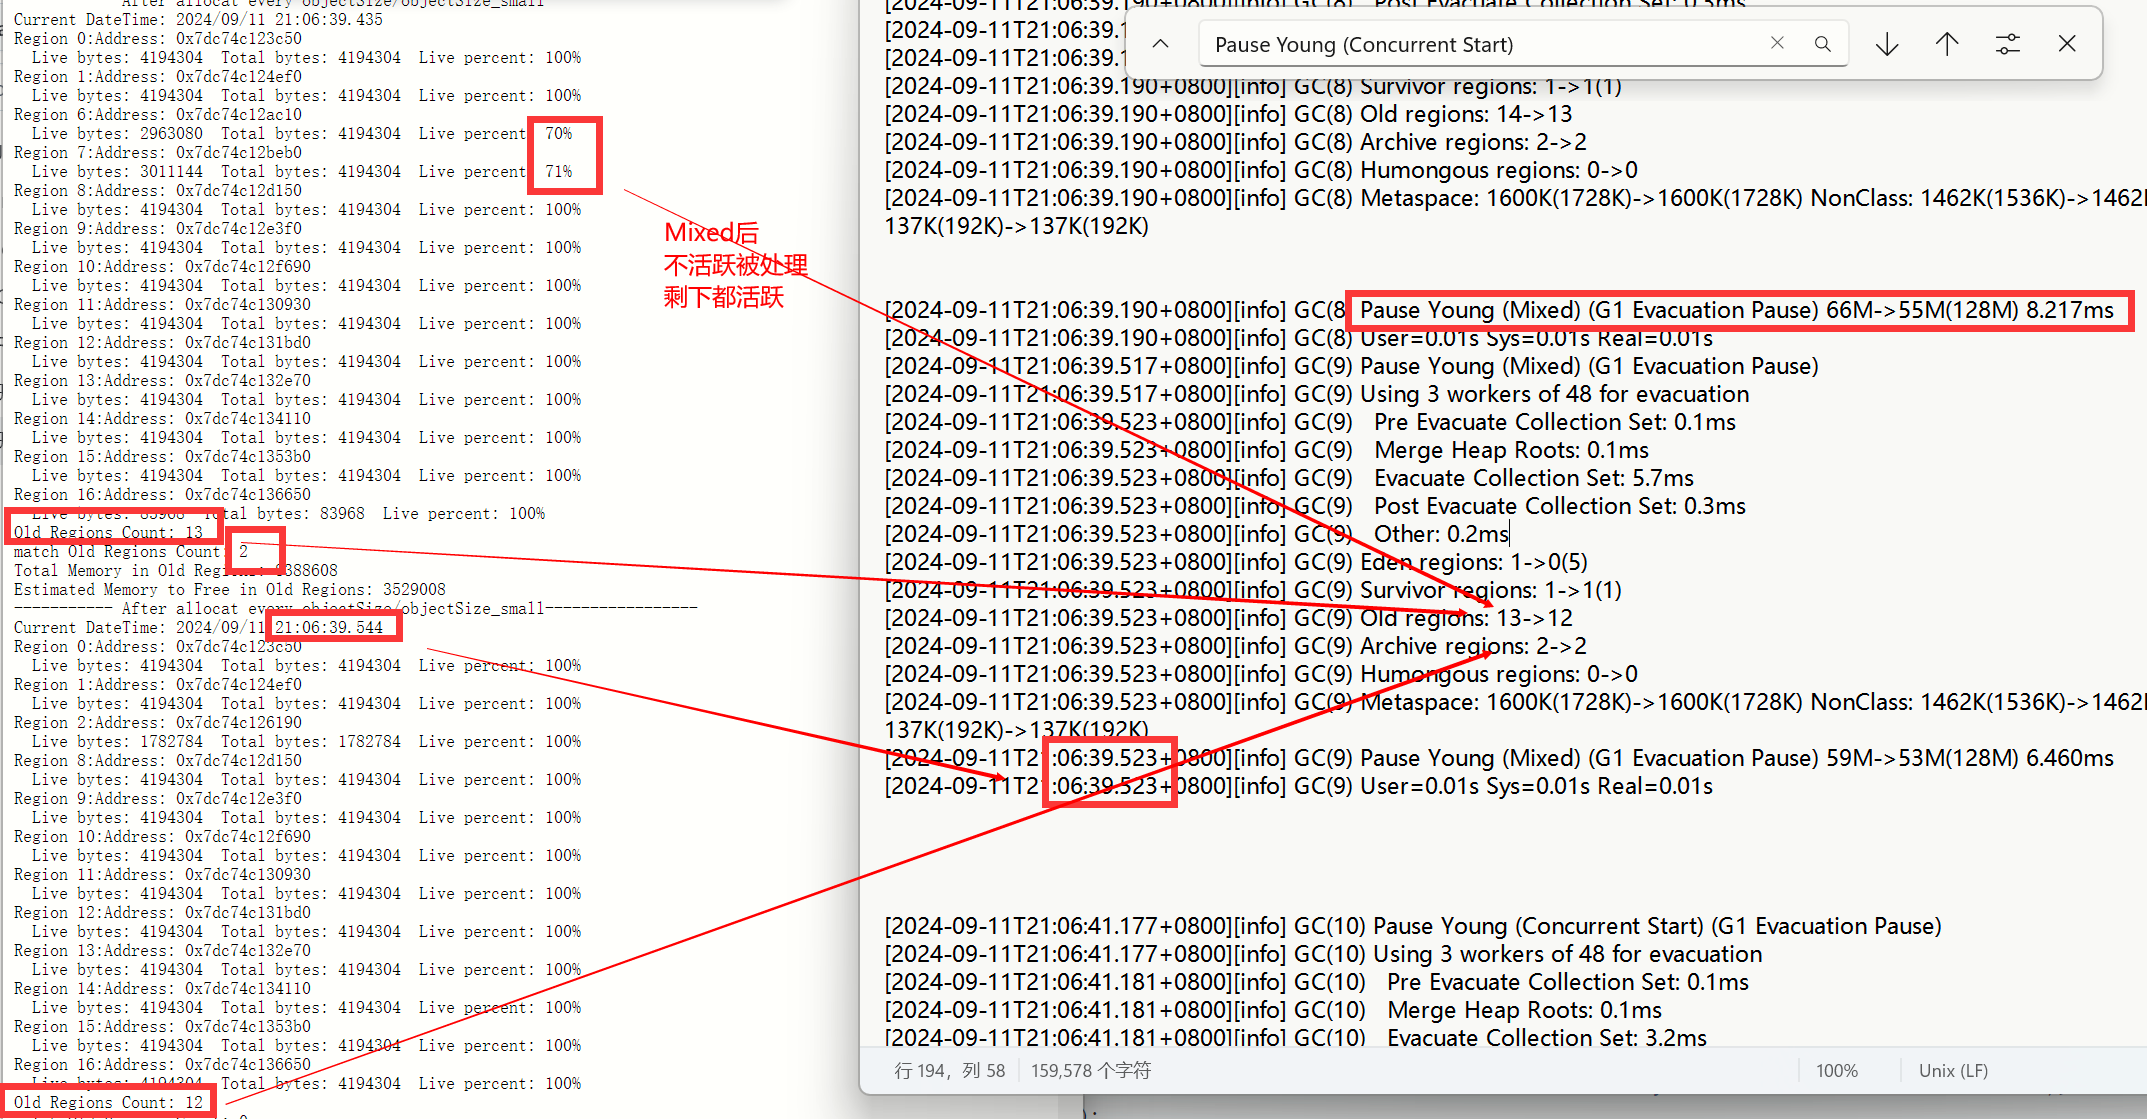 After allocat every objectSize/objectSize_small
Current DateTime: 2024/09/11 21:06:39.435
Region 0:Address: 0x7dc74c123c50
Live bytes: 4194304 Total bytes: 4194304 Live percent: 100%
Region 1:Address: 0x7dc74c124ef0
Live bytes: 4194304 Total bytes: 4194304 Live percent: 100%
Region 6:Address: 0x7dc74c12ac10
Live bytes: 2963080 Total bytes: 4194304 Live percent 70%
Region 7:Address: 0x7dc74c12beb0
Live bytes: 3011144 Total bytes: 4194304 Live percent 71%
Region 8:Address: 0x7dc74c12d150
Live bytes: 4194304 Total bytes: 4194304 Live percent: 100%
Region 9:Address: 0x7dc74c12e3f0
Live bytes: 4194304 Total bytes: 4194304 Live percent: 100%
Region 10:Address: 0x7dc74c12f690
Live bytes: 4194304 Total bytes: 4194304 Live percent: 100%
Region 11:Address: 0x7dc74c130930
Live bytes: 4194304 Total bytes: 4194304 Live percent: 100%
Region 12:Address: 0x7dc74c131bd0
Live bytes: 4194304 Total bytes: 4194304 Live percent: 100%
Region 13:Address: 0x7dc74c132e70
Live bytes: 4194304 Total bytes: 4194304 Live percent: 100%
Region 14:Address: 0x7dc74c134110
Live bytes: 4194304 Total bytes: 4194304 Live percent: 100%
Region 15:Address: 0x7dc74c1353b0
Live bytes: 4194304 Total bytes: 4194304 Live percent: 100%
Region 16:Address: 0x7dc74c136650
Live bytes: 83968 Total bytes: 83968 Live percent: 100%
Old Regions Count: 13
match Old Regions Count: 2
Total Memory in Old Regions: 8388608
Estimated Memory to Free in Old Regions: 3529008
----------- After allocat every objectSize/objectSize_small-----------------
Current DateTime: 2024/09/11 21:06:39.544
Region 0:Address: 0x7dc74c123c50
Live bytes: 4194304 Total bytes: 4194304 Live percent: 100%
Region 1:Address: 0x7dc74c124ef0
Live bytes: 4194304 Total bytes: 4194304 Live percent: 100%
Region 2:Address: 0x7dc74c126190
Live bytes: 1782784 Total bytes: 1782784 Live percent: 100%
Region 8:Address: 0x7dc74c12d150
Live bytes: 4194304 Total bytes: 4194304 Live percent: 100%
Region 9:Address: 0x7dc74c12e3f0
Live bytes: 4194304 Total bytes: 4194304 Live percent: 100%
Region 10:Address: 0x7dc74c12f690
Live bytes: 4194304 Total bytes: 4194304 Live percent: 100%
Region 11:Address: 0x7dc74c130930
Live bytes: 4194304 Total bytes: 4194304 Live percent: 100%
Region 12:Address: 0x7dc74c131bd0
Live bytes: 4194304 Total bytes: 4194304 Live percent: 100%
Region 13:Address: 0x7dc74c132e70
Live bytes: 4194304 Total bytes: 4194304 Live percent: 100%
Region 14:Address: 0x7dc74c134110
Live bytes: 4194304 Total bytes: 4194304 Live percent: 100%
Region 15:Address: 0x7dc74c1353b0
Live bytes: 4194304 Total bytes: 4194304 Live percent: 100%
Region 16:Address: 0x7dc74c136650
Live bytes: 4194304 Total bytes: 4194304 Live percent: 100%
Old Regions Count: 12
Mixed后
不活跃被处理
剩下都活跃
Pause Young (Concurrent Start)
[2024-09-11T21:06:39.190+0800][info] GC(8) Post Evacuate Collection Set: 0.5ms
[2024-09-11T21:06:39.1
[2024-09-11T21:06:39.1
[2024-09-11T21:06:39.190+0800][info] GC(8) Survivor regions: 1->1(1)
[2024-09-11T21:06:39.190+0800][info] GC(8) Old regions: 14->13
[2024-09-11T21:06:39.190+0800][info] GC(8) Archive regions: 2->2
[2024-09-11T21:06:39.190+0800][info] GC(8) Humongous regions: 0->0
[2024-09-11T21:06:39.190+0800][info] GC(8) Metaspace: 1600K(1728K)->1600K(1728K) NonClass: 1462K(1536K)->1462K
137K(192K)->137K(192K)
[2024-09-11T21:06:39.190+0800][info] GC(8 Pause Young (Mixed) (G1 Evacuation Pause) 66M->55M(128M) 8.217ms
[2024-09-11T21:06:39.190+0800][info] GC(8) User=0.01s Sys=0.01s Real=0.01s
[2024-09-11T21:06:39.517+0800][info] GC(9) Pause Young (Mixed) (G1 Evacuation Pause)
[2024-09-11T21:06:39.517+0800][info] GC(9) Using 3 workers of 48 for evacuation
[2024-09-11T21:06:39.523+0800][info] GC(9) Pre Evacuate Collection Set: 0.1ms
[2024-09-11T21:06:39.523+0800][info] GC(9) Merge Heap Roots: 0.1ms
[2024-09-11T21:06:39.523+0800][info] GC(9) Evacuate Collection Set: 5.7ms
[2024-09-11T21:06:39.523+0800][info] GC(9) Post Evacuate Collection Set: 0.3ms
[2024-09-11T21:06:39.523+0800][info] GC(9) Other: 0.2ms
[2024-09-11T21:06:39.523+0800][info] GC(9) Eden regions: 1->0(5)
[2024-09-11T21:06:39.523+0800][info] GC(9) Survivor regions: 1->1(1)
[2024-09-11T21:06:39.523+0800][info] GC(9) Old regions: 13->12
[2024-09-11T21:06:39.523+0800][info] GC(9) Archive regions: 2->2
[2024-09-11T21:06:39.523+0800][info] GC(9) Humongous regions: 0->0
[2024-09-11T21:06:39.523+0800][info] GC(9) Metaspace: 1600K(1728K)->1600K(1728K) NonClass: 1462K(1536K)->1462K
137K(192K)->137K(192K)
[2024-09-11T21:06:39.523+0800][info] GC(9) Pause Young (Mixed) (G1 Evacuation Pause) 59M->53M(128M) 6.460ms
[2024-09-11T21:06:39.523+0800][info] GC(9) User=0.01s Sys=0.01s Real=0.01s
[2024-09-11T21:06:41.177+0800][info] GC(10) Pause Young (Concurrent Start) (G1 Evacuation Pause)
[2024-09-11T21:06:41.177+0800][info] GC(10) Using 3 workers of 48 for evacuation
[2024-09-11T21:06:41.181+0800][info] GC(10) Pre Evacuate Collection Set: 0.1ms
[2024-09-11T21:06:41.181+0800][info] GC(10) Merge Heap Roots: 0.1ms
[2024-09-11T21:06:41.181+0800][info] GC(10) Evacuate Collection Set: 3.2ms
行 194，列 58
159,578 个字符
100%
Unix (LF)